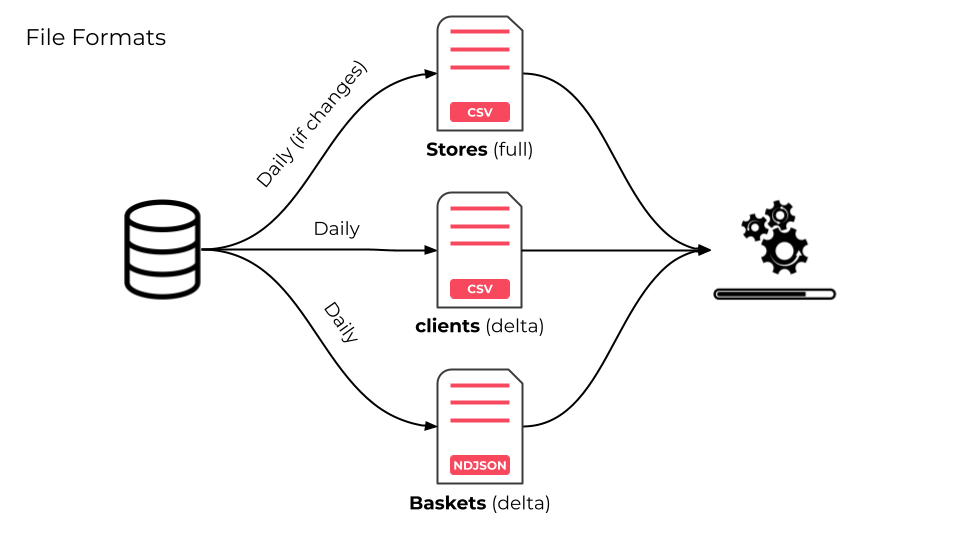 File Formats
Daily (if changes)
CSV
Stores (full)
Daily
CSV
clients (delta)
Daily
NDJSON
Baskets (delta)